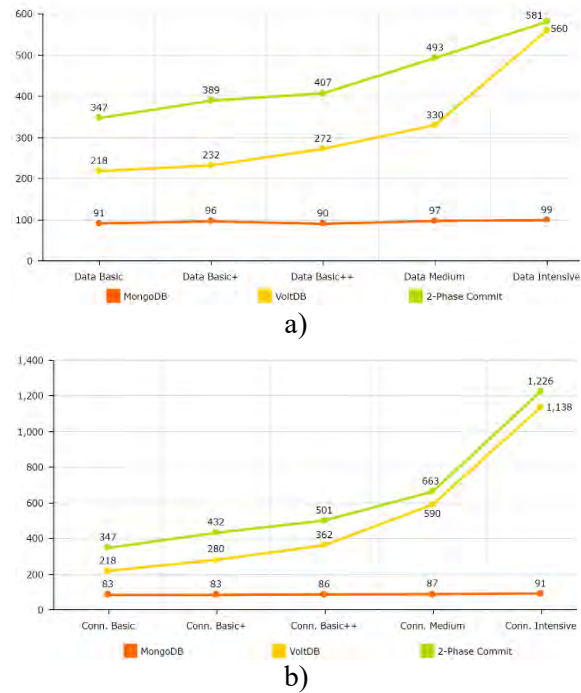 600
500
400
300
200
100
0
347
389
407
493
581
560
218
232
272
330
91
96
90
97
99
Data Basic
Data Basic+
Data Basic++
Data Medium
Data Intensive
MongoDB
VoltDB
2-Phase Commit
a)
1,400
1,200
1,000
800
600
400
200
0
347
432
501
663
1,226
1,138
218
280
362
590
83
83
86
87
91
Conn. Basic
Conn. Basic+
Conn. Basic++
Conn. Medium
Conn. Intensive
MongoDB
VoltDB
2-Phase Commit
b)